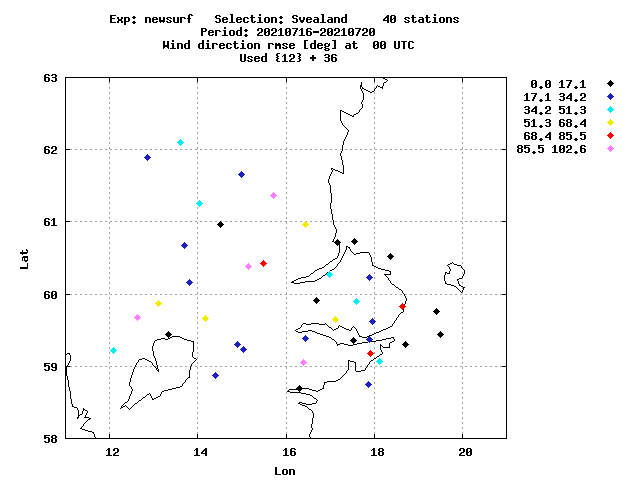 Exp: newsurf Selection: Svealand 40 stations
Period: 20210716-20210720
Wind direction rmse [deg] at 00 UTC
Used {12} + 36
0.0 17.1
17.1 34.2
34.2 51.3
51.3 68.4
68.4 85.5
85.5 102.6
63
62
61
60
59
58
Lat
12 14 16 18 20
Lon